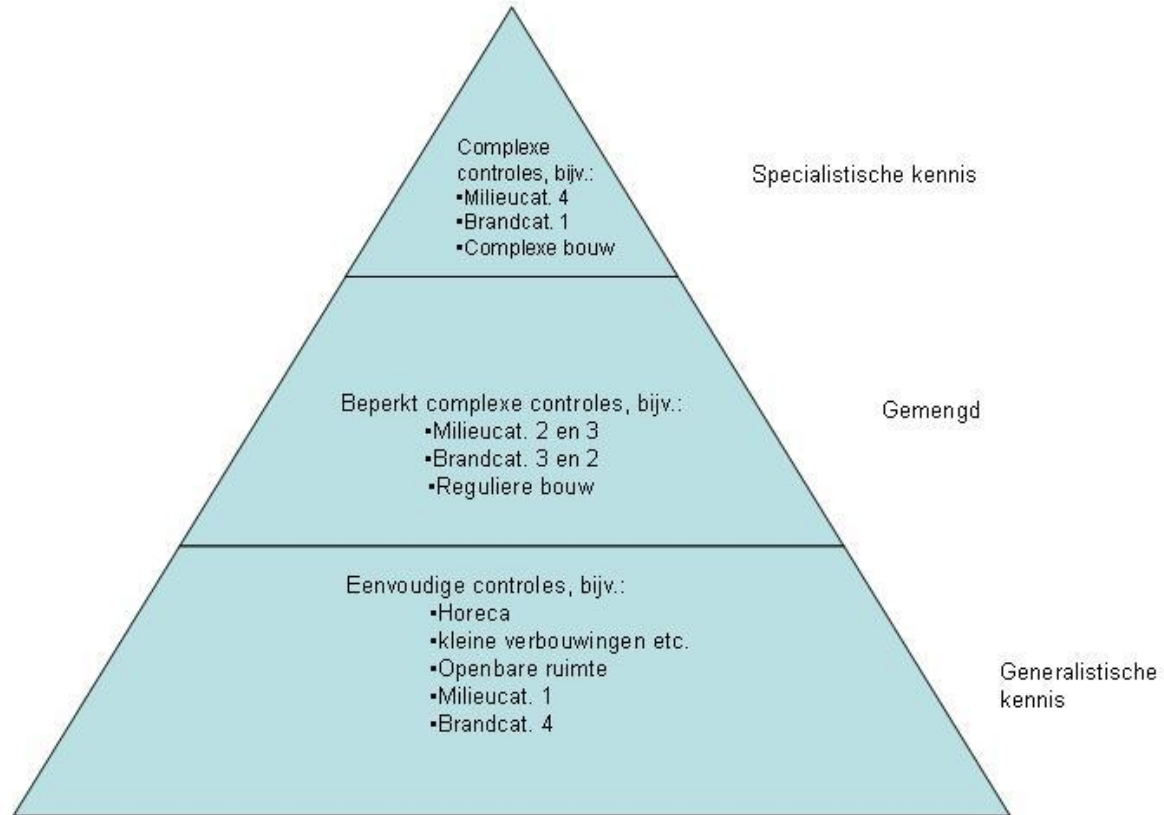 Complexe
controles, bijv.:
▪Milieucat. 4
▪Brandcat. 1
▪Complexe bouw
Specialistische kennis
Beperkt complexe controles, bijv.:
▪Milieucat. 2 en 3
▪Brandcat. 3 en 2
▪Reguliere bouw
Gemengd
Eenvoudige controles, bijv.:
▪Horeca
▪kleine verbouwingen etc.
▪Openbare ruimte
▪Milieucat. 1
▪Brandcat. 4
Generalistische
kennis